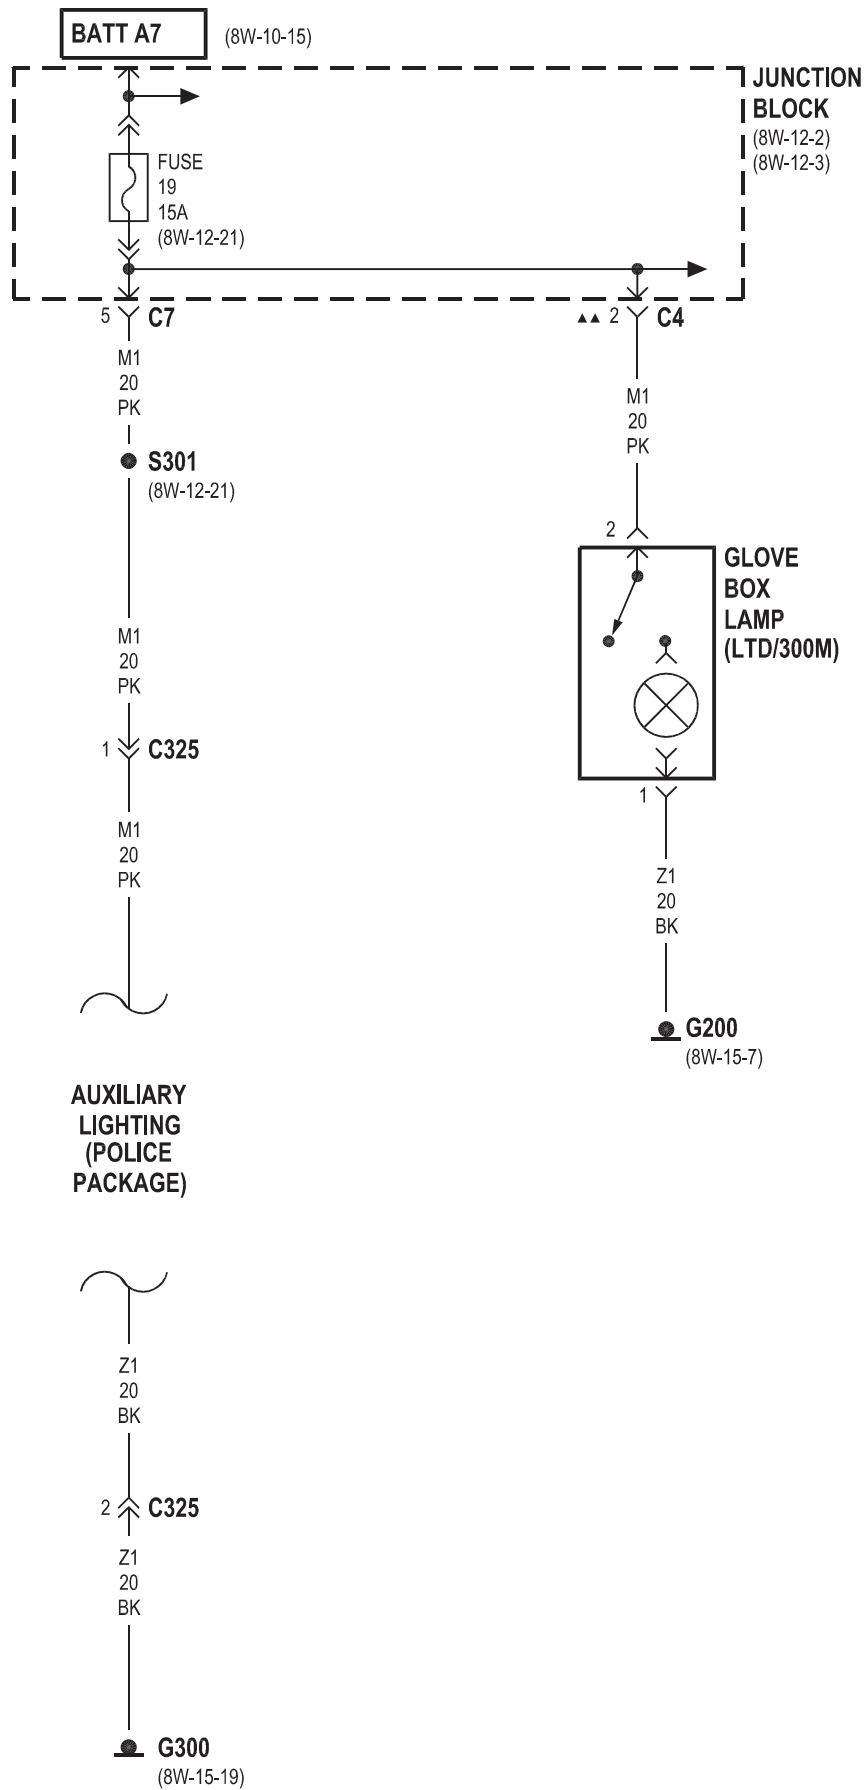 BATT A7
(8W-10-15)
JUNCTION
BLOCK
(8W-12-2)
(8W-12-3)
FUSE
19
15A
(8W-12-21)
5
C7
▲▲ 2
C4
M1
20
PK
M1
20
PK
S301
(8W-12-21)
2
GLOVE
BOX
LAMP
(LTD/300M)
M1
20
PK
1
C325
1
M1
20
PK
Z1
20
BK
G200
(8W-15-7)
AUXILIARY
LIGHTING
(POLICE
PACKAGE)
Z1
20
BK
2
C325
Z1
20
BK
G300
(8W-15-19)